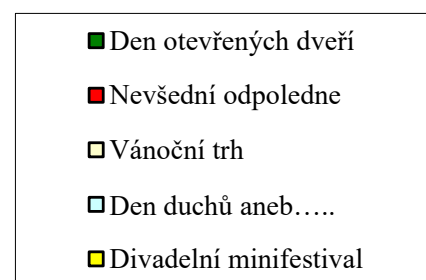 Den otevřených dveří
Nevšední odpoledne
Vánoční trh
Den duchů aneb…..
Divadelní minifestival